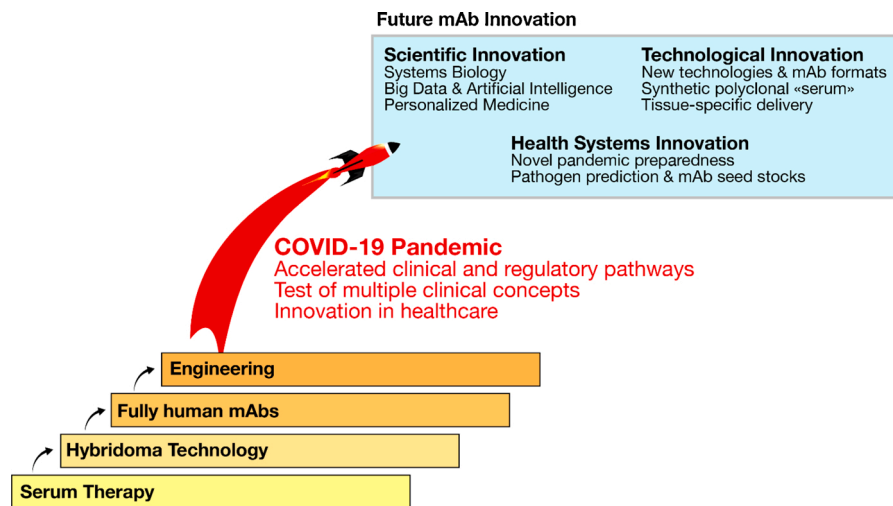 Future mAb Innovation
Scientific Innovation
Systems Biology
Big Data & Artificial Intelligence
Personalized Medicine
Technological Innovation
New technologies & mAb formats
Synthetic polyclonal «serum»
Tissue-specific delivery
Health Systems Innovation
Novel pandemic preparedness
Pathogen prediction & mAb seed stocks
COVID-19 Pandemic
Accelerated clinical and regulatory pathways
Test of multiple clinical concepts
Innovation in healthcare
Engineering
Fully human mAbs
Hybridoma Technology
Serum Therapy